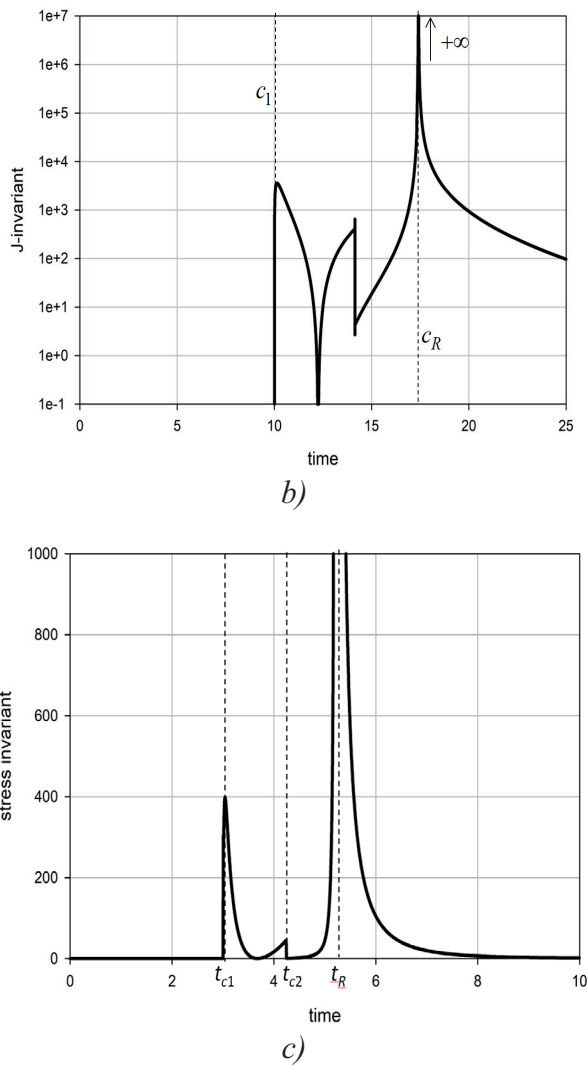 1e+7
+∞
1e+6
c1
1e+5
1e+4
J-invariant
1e+3
1e+2
1e+1
cR
1e+0
1e-1
0 5 10 15 20 25
time
b)
1000
800
600
stress invariant
400
200
0
0 2 4 6 8 10
tc1 tc2 tR
time
c)